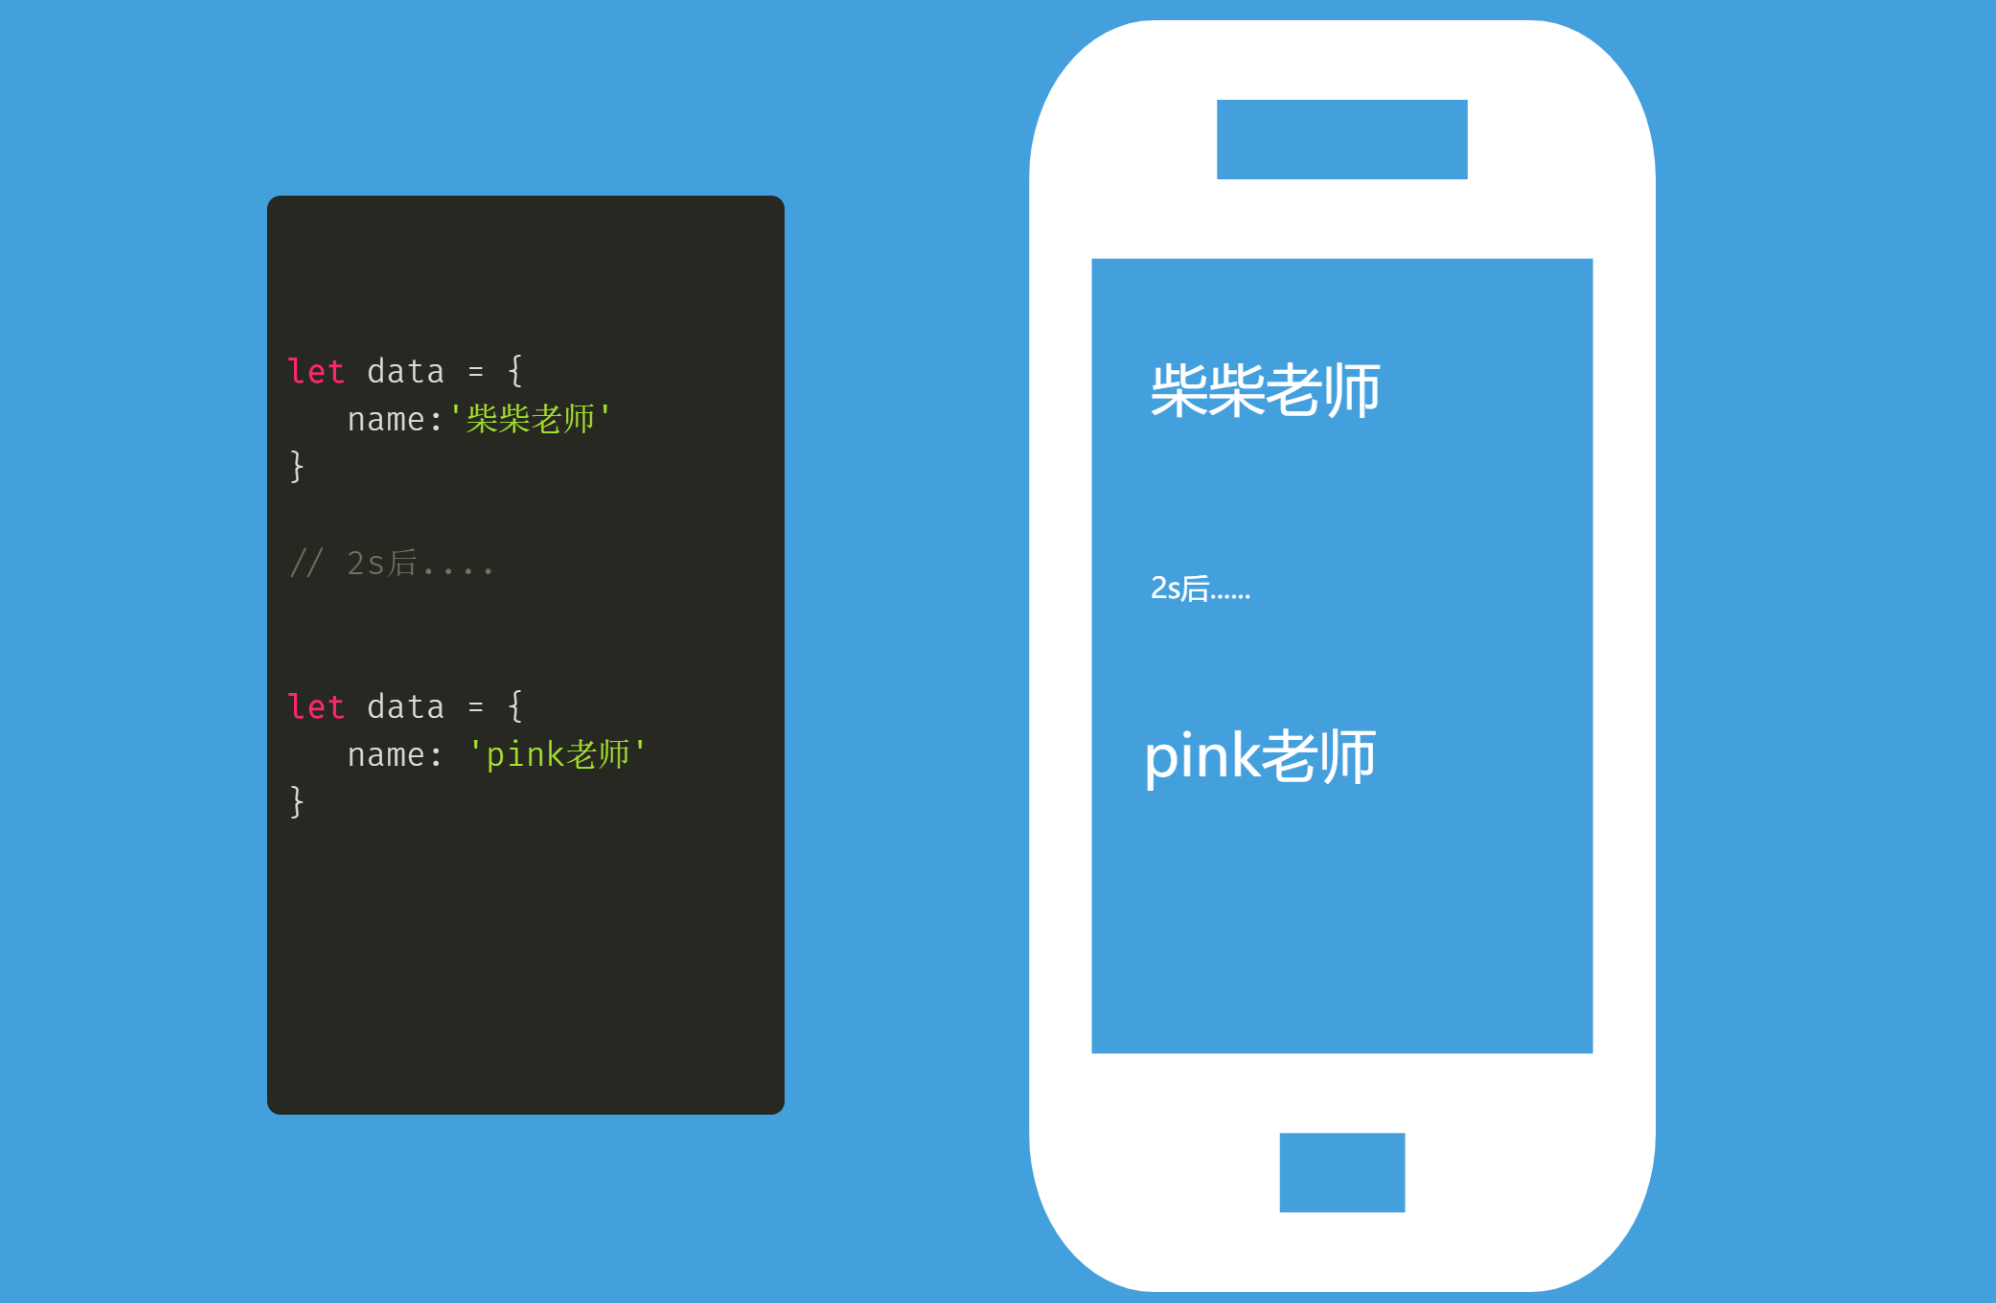 let data = {
   name:'柴柴老师'
}
// 2s后....
let data = {
   name: 'pink老师'
}
柴柴老师
2s后......
pink老师